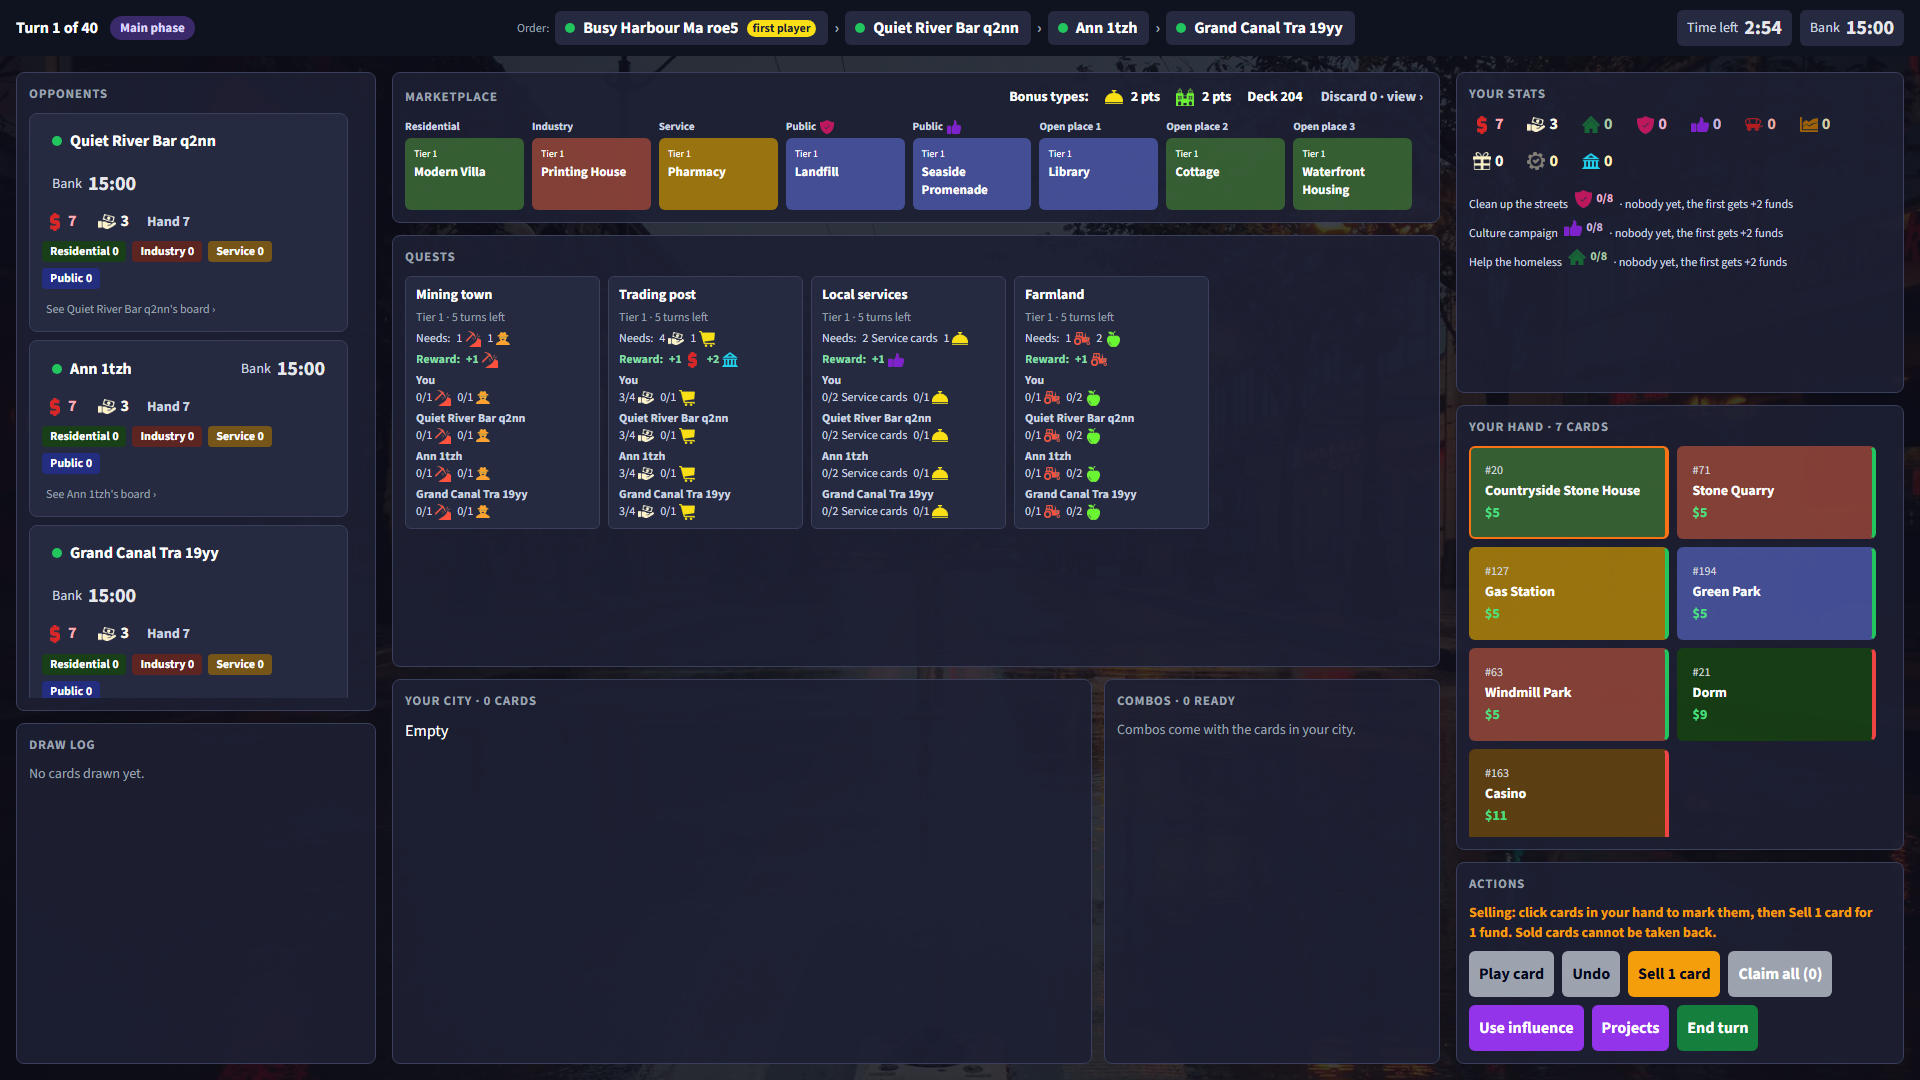 Turn 1 of 40 Main phase
Order: Busy Harbour Ma roe5 first player › Quiet River Bar q2nn › Ann 1tzh › Grand Canal Tra 19yy
Time left 2:54 Bank 15:00
OPPONENTS
Quiet River Bar q2nn
Bank 15:00
7 3 Hand 7
Residential 0 Industry 0 Service 0
Public 0
See Quiet River Bar q2nn's board ›
Ann 1tzh Bank 15:00
7 3 Hand 7
Residential 0 Industry 0 Service 0
Public 0
See Ann 1tzh's board ›
Grand Canal Tra 19yy
Bank 15:00
7 3 Hand 7
Residential 0 Industry 0 Service 0
Public 0
DRAW LOG
No cards drawn yet.
MARKETPLACE
Bonus types: 2 pts 2 pts Deck 204 Discard 0 · view ›
Residential Industry Service Public Public Open place 1 Open place 2 Open place 3
Tier 1 Tier 1 Tier 1 Tier 1 Tier 1 Tier 1 Tier 1 Tier 1
Modern Villa Printing House Pharmacy Landfill Seaside Promenade Library Cottage Waterfront Housing
QUESTS
Mining town
Tier 1 · 5 turns left
Needs: 1 1
Reward: +1
You
0/1 0/1
Quiet River Bar q2nn
0/1 0/1
Ann 1tzh
0/1 0/1
Grand Canal Tra 19yy
0/1 0/1
Trading post
Tier 1 · 5 turns left
Needs: 4 1
Reward: +1 +2
You
3/4 0/1
Quiet River Bar q2nn
3/4 0/1
Ann 1tzh
3/4 0/1
Grand Canal Tra 19yy
3/4 0/1
Local services
Tier 1 · 5 turns left
Needs: 2 Service cards 1
Reward: +1
You
0/2 Service cards 0/1
Quiet River Bar q2nn
0/2 Service cards 0/1
Ann 1tzh
0/2 Service cards 0/1
Grand Canal Tra 19yy
0/2 Service cards 0/1
Farmland
Tier 1 · 5 turns left
Needs: 1 2
Reward: +1
You
0/1 0/2
Quiet River Bar q2nn
0/1 0/2
Ann 1tzh
0/1 0/2
Grand Canal Tra 19yy
0/1 0/2
YOUR CITY · 0 CARDS
Empty
COMBOS · 0 READY
Combos come with the cards in your city.
YOUR STATS
7 3 0 0 0 0 0
0 0 0
Clean up the streets 0/8 · nobody yet, the first gets +2 funds
Culture campaign 0/8 · nobody yet, the first gets +2 funds
Help the homeless 0/8 · nobody yet, the first gets +2 funds
YOUR HAND · 7 CARDS
#20
Countryside Stone House
$5
#71
Stone Quarry
$5
#127
Gas Station
$5
#194
Green Park
$5
#63
Windmill Park
$5
#21
Dorm
$9
#163
Casino
$11
ACTIONS
Selling: click cards in your hand to mark them, then Sell 1 card for
1 fund. Sold cards cannot be taken back.
Play card Undo Sell 1 card Claim all (0)
Use influence Projects End turn